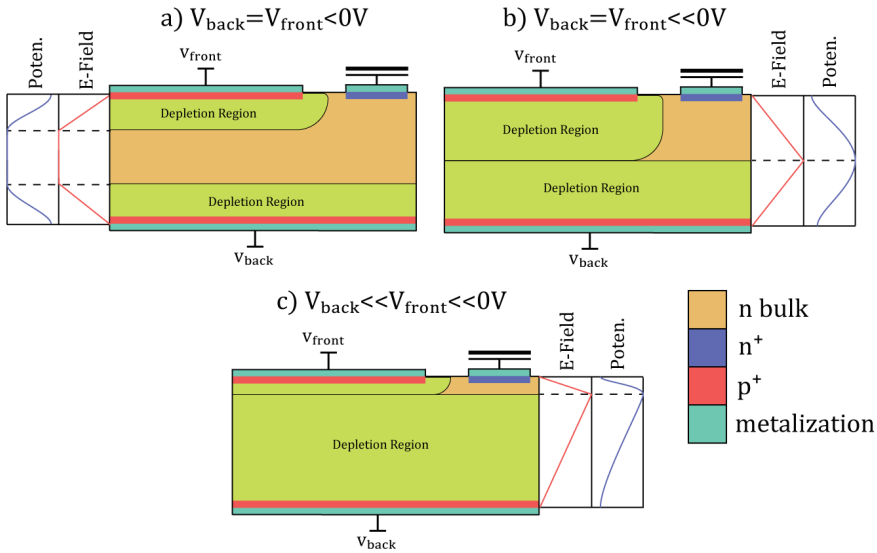 a) Vback=Vfront<0V
b) Vback=Vfront<<0V
Poten.
E-Field
Vfront
Depletion Region
Depletion Region
Vback
Vfront
Depletion Region
Depletion Region
Vback
E-Field
Poten.
c) Vback<<Vfront<<0V
Vfront
Depletion Region
Vback
E-Field
Poten.
n bulk
n+
p+
metalization